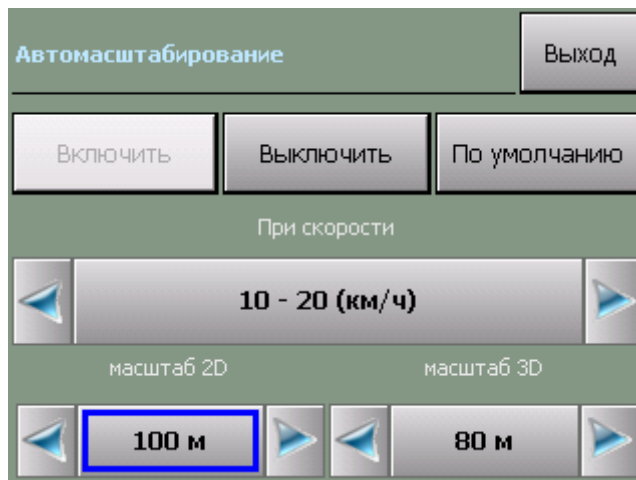 Автомасштабирование
Выход
Включить
Выключить
По умолчанию
При скорости
10 - 20 (км/ч)
масштаб 2D
масштаб 3D
100 м
80 м